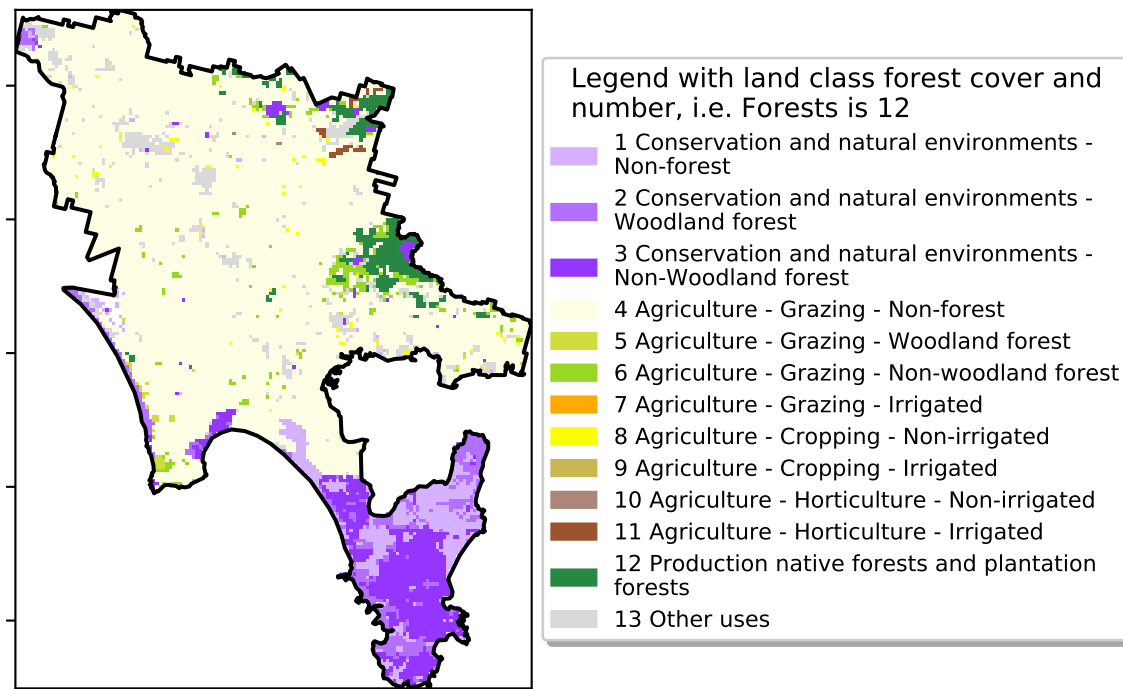 Legend with land class forest cover and
number, i.e. Forests is 12
1 Conservation and natural environments -
Non-forest
2 Conservation and natural environments -
Woodland forest
3 Conservation and natural environments -
Non-Woodland forest
4 Agriculture - Grazing - Non-forest
5 Agriculture - Grazing - Woodland forest
6 Agriculture - Grazing - Non-woodland forest
7 Agriculture - Grazing - Irrigated
8 Agriculture - Cropping - Non-irrigated
9 Agriculture - Cropping - Irrigated
10 Agriculture - Horticulture - Non-irrigated
11 Agriculture - Horticulture - Irrigated
12 Production native forests and plantation
forests
13 Other uses